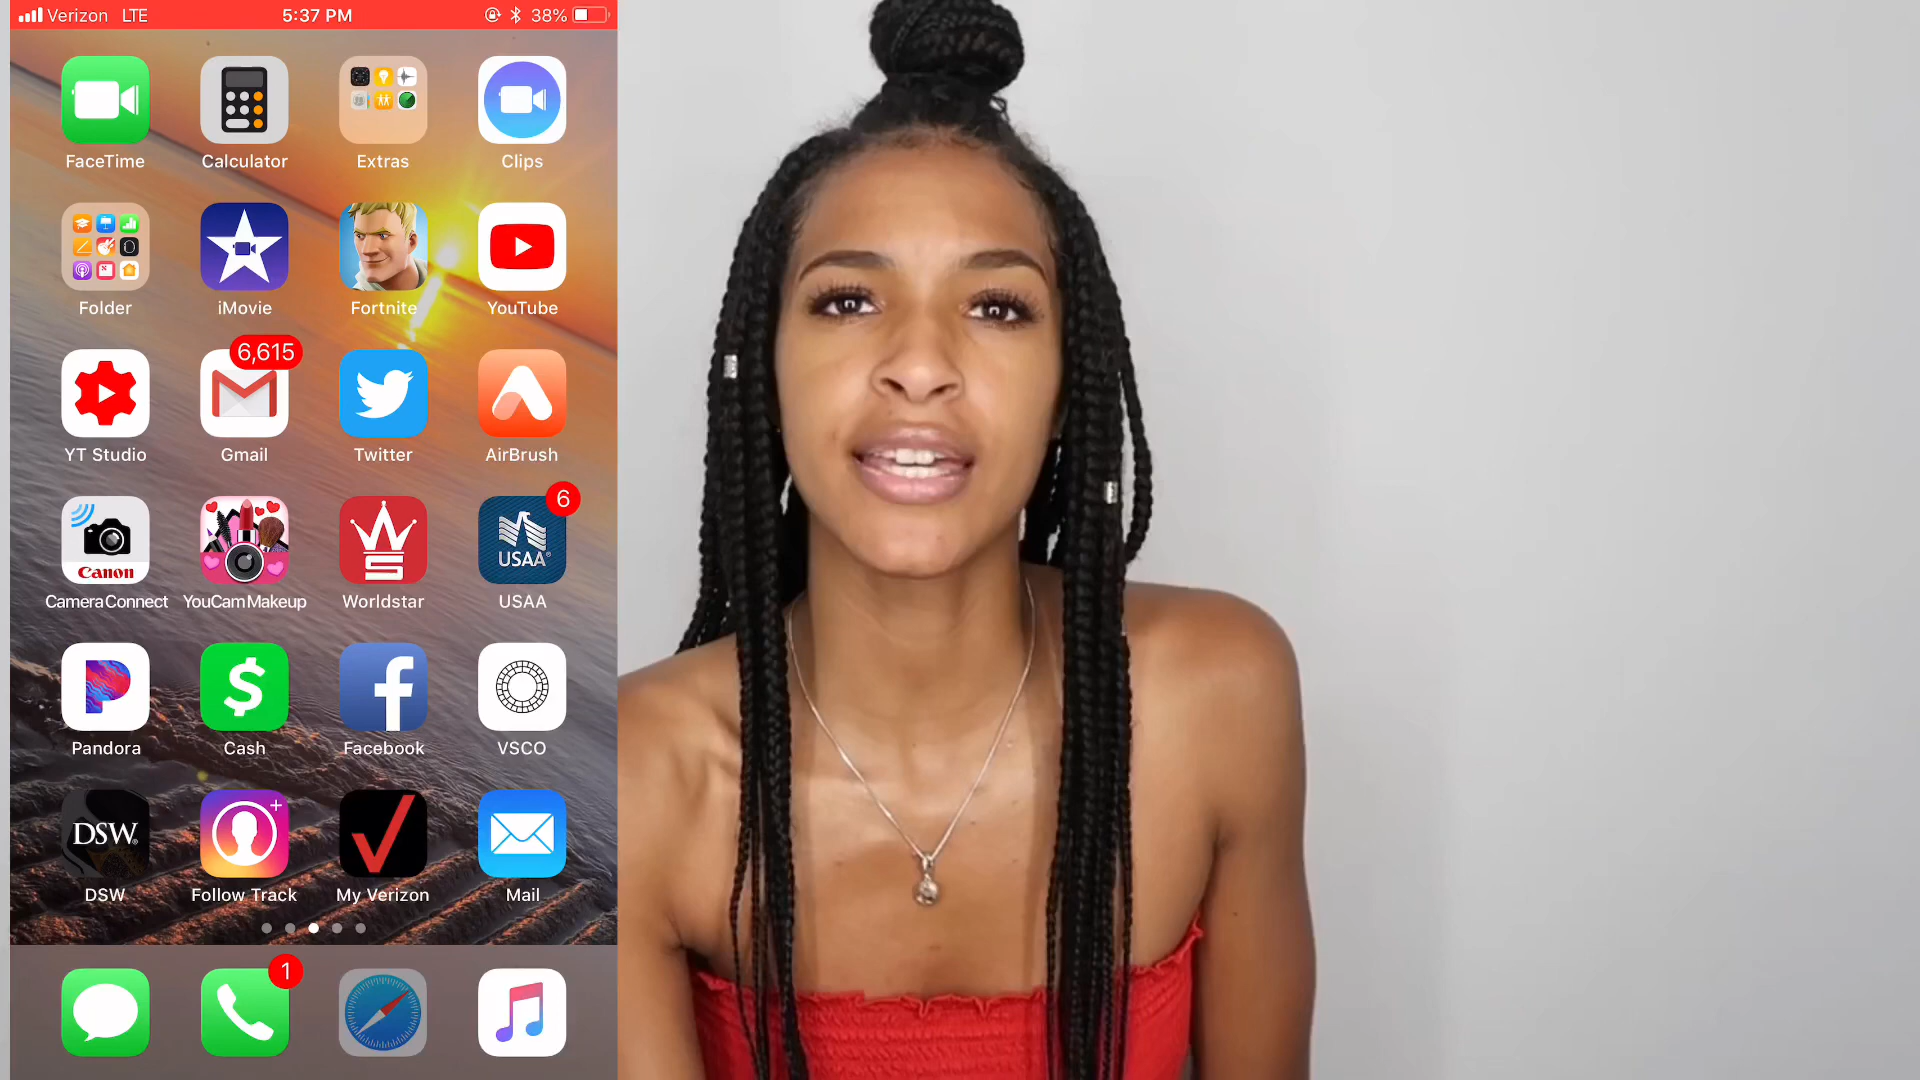 Verizon LTE 5:37 PM 38%
FaceTime Calculator Extras Clips
Folder iMovie Fortnite YouTube
6,615
YT Studio Gmail Twitter AirBrush
6
Canon USAA
CameraConnect YouCam Makeup Worldstar USAA
Pandora Cash Facebook VSCO
DSW
DSW Follow Track My Verizon Mail
1